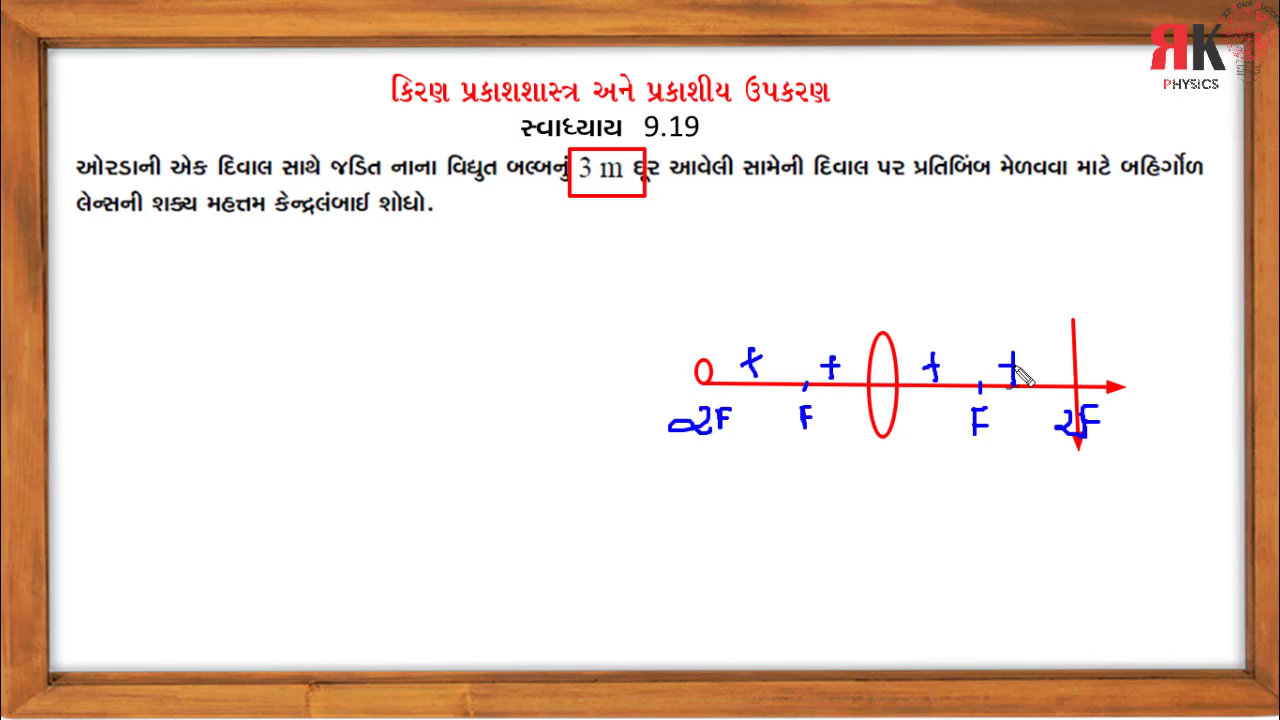 ЯK
PHYSICS
કિરણ પ્રકાશશાસ્ત્ર અને પ્રકાશીય ઉપકરણ
સ્વાધ્યાય 9.19
ઓરડાની એક દિવાલ સાથે જડિત નાના વિદ્યુત બલ્બનું 3 m દૂર આવેલી સામેની દિવાલ પર પ્રતિબિંબ મેળવવા માટે બહિર્ગોળ
લેન્સની શક્ય મહત્તમ કેન્દ્રલંબાઈ શોધો.
f f f f
2F F F 2F